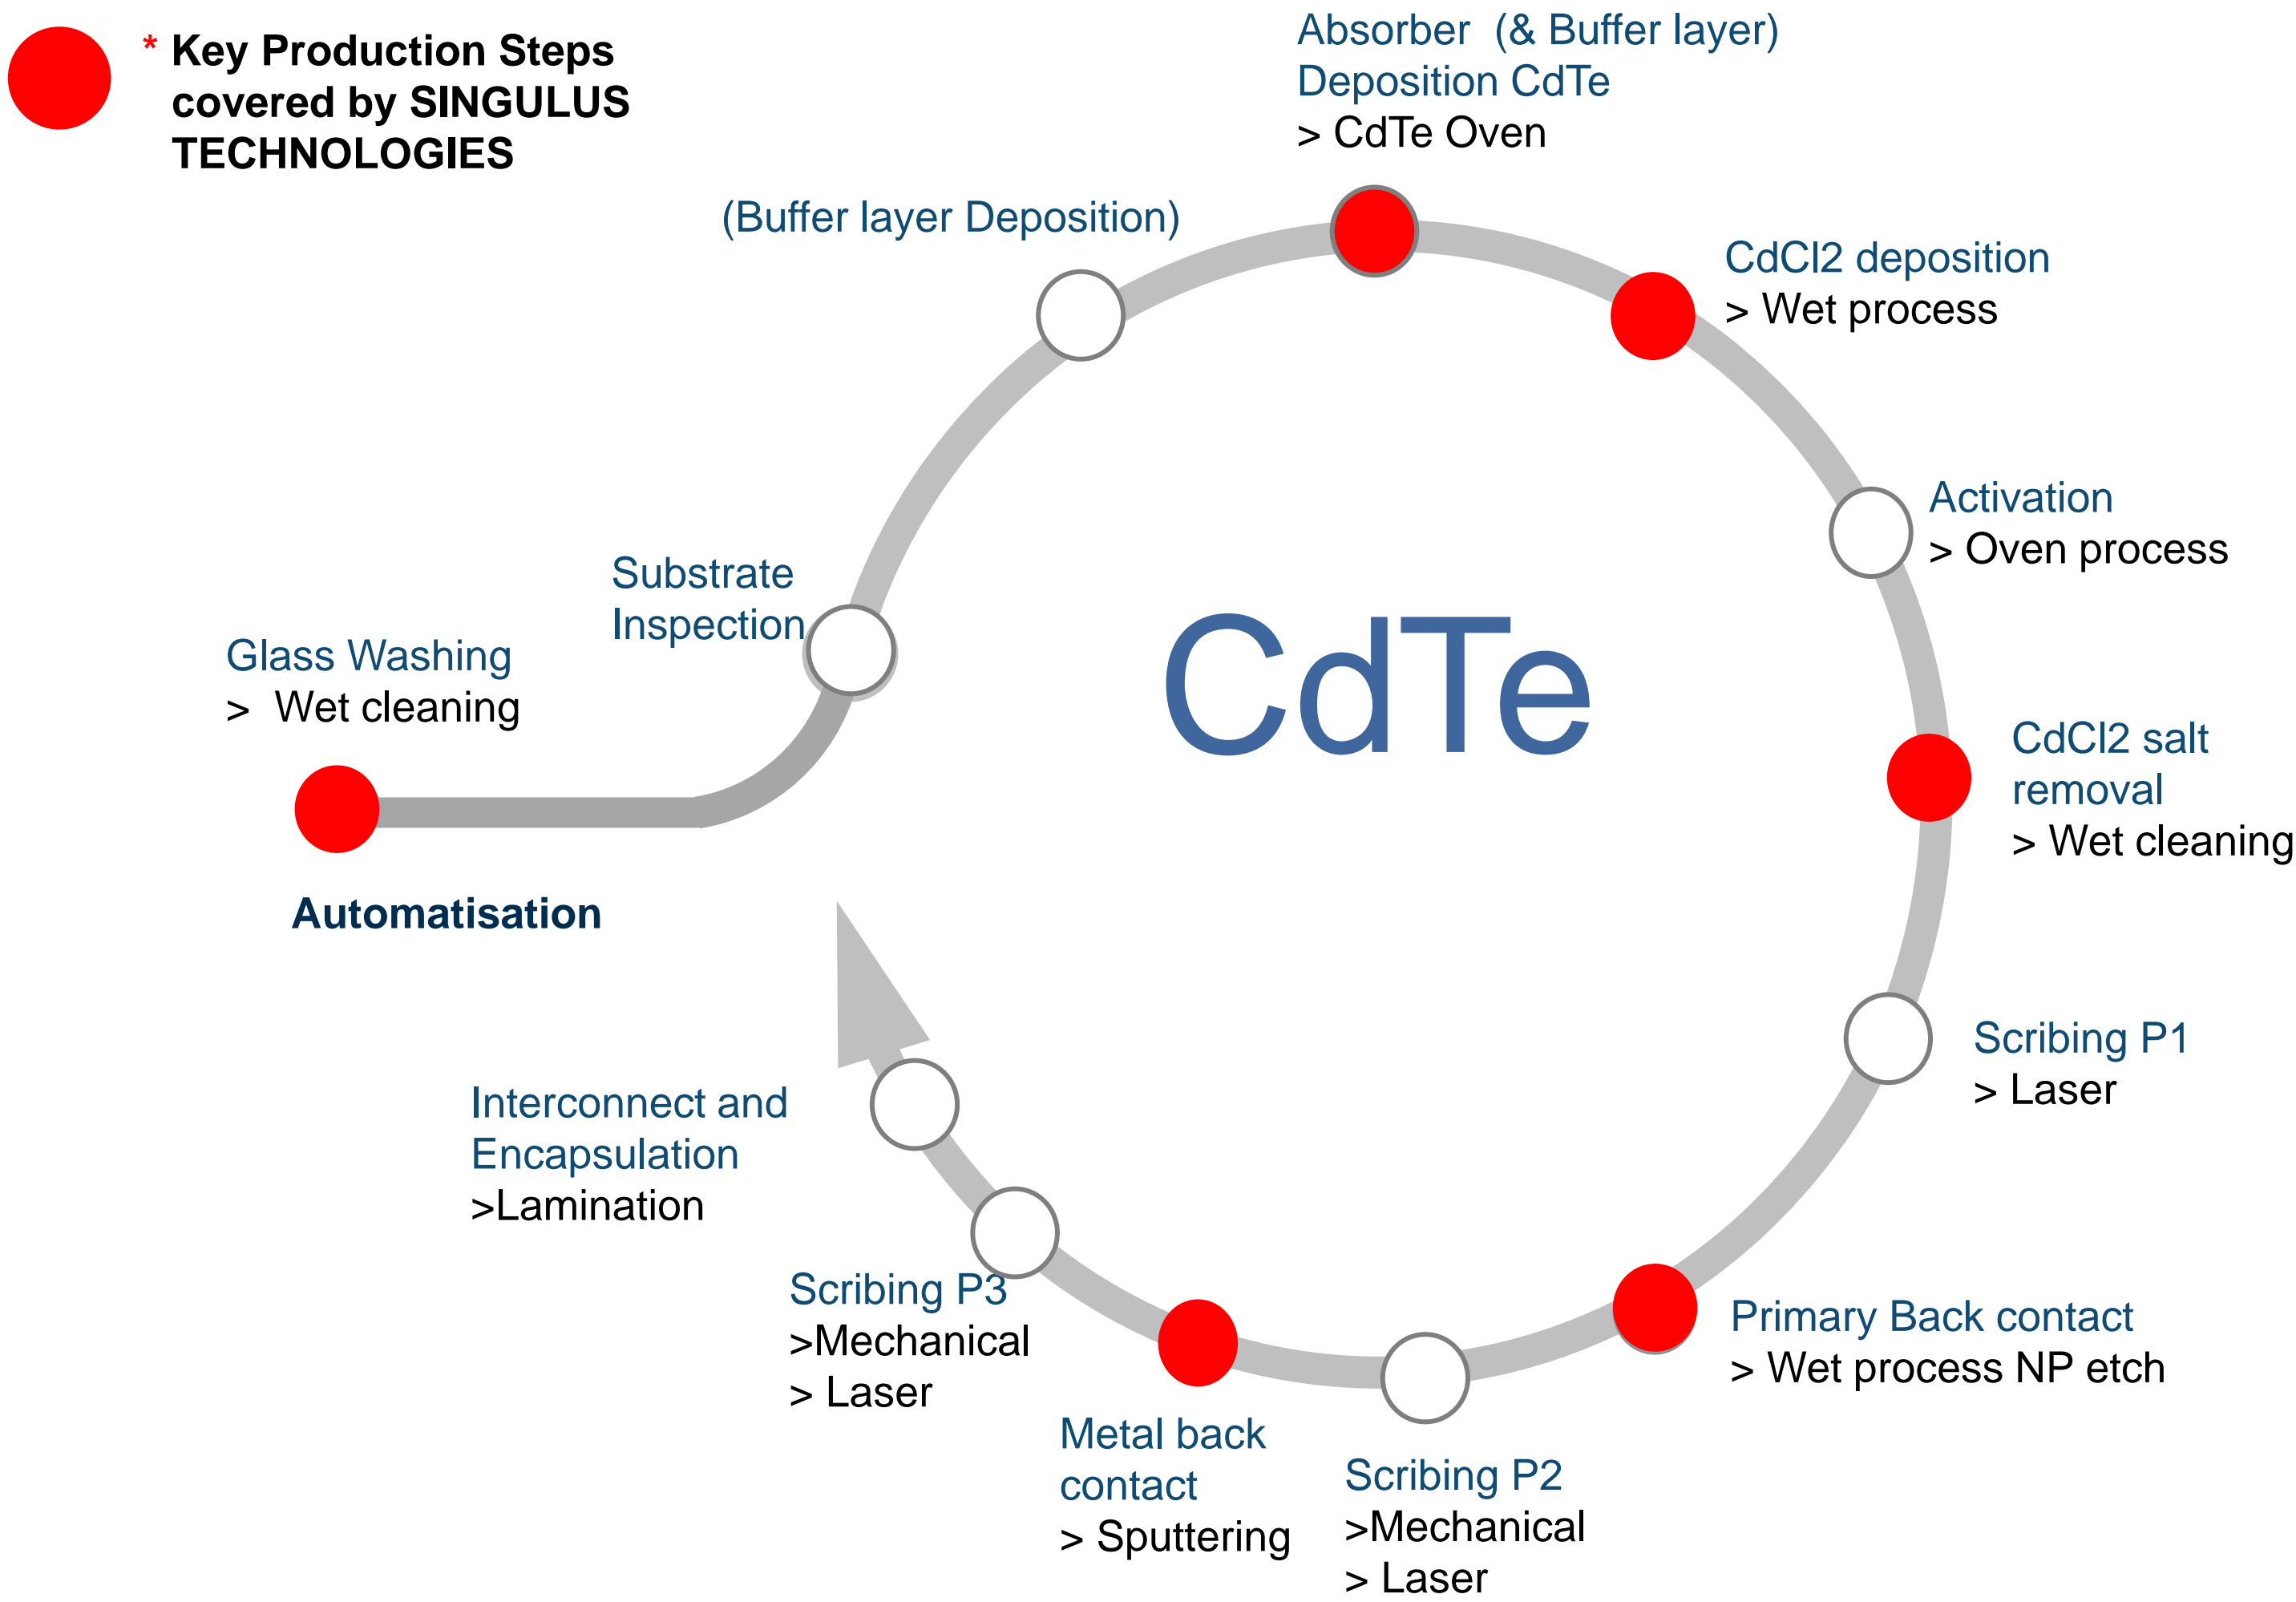 * Key Production Steps
covered by SINGULUS
TECHNOLOGIES
Absorber (& Buffer layer)
Deposition CdTe
> CdTe Oven
(Buffer layer Deposition)
CdCl2 deposition
> Wet process
Activation
> Oven process
Substrate
Inspection
Glass Washing
> Wet cleaning
CdTe
CdCl2 salt
removal
> Wet cleaning
Automatisation
Scribing P1
> Laser
Interconnect and
Encapsulation
>Lamination
Scribing P3
>Mechanical
> Laser
Primary Back contact
> Wet process NP etch
Metal back
contact
> Sputtering
Scribing P2
>Mechanical
> Laser